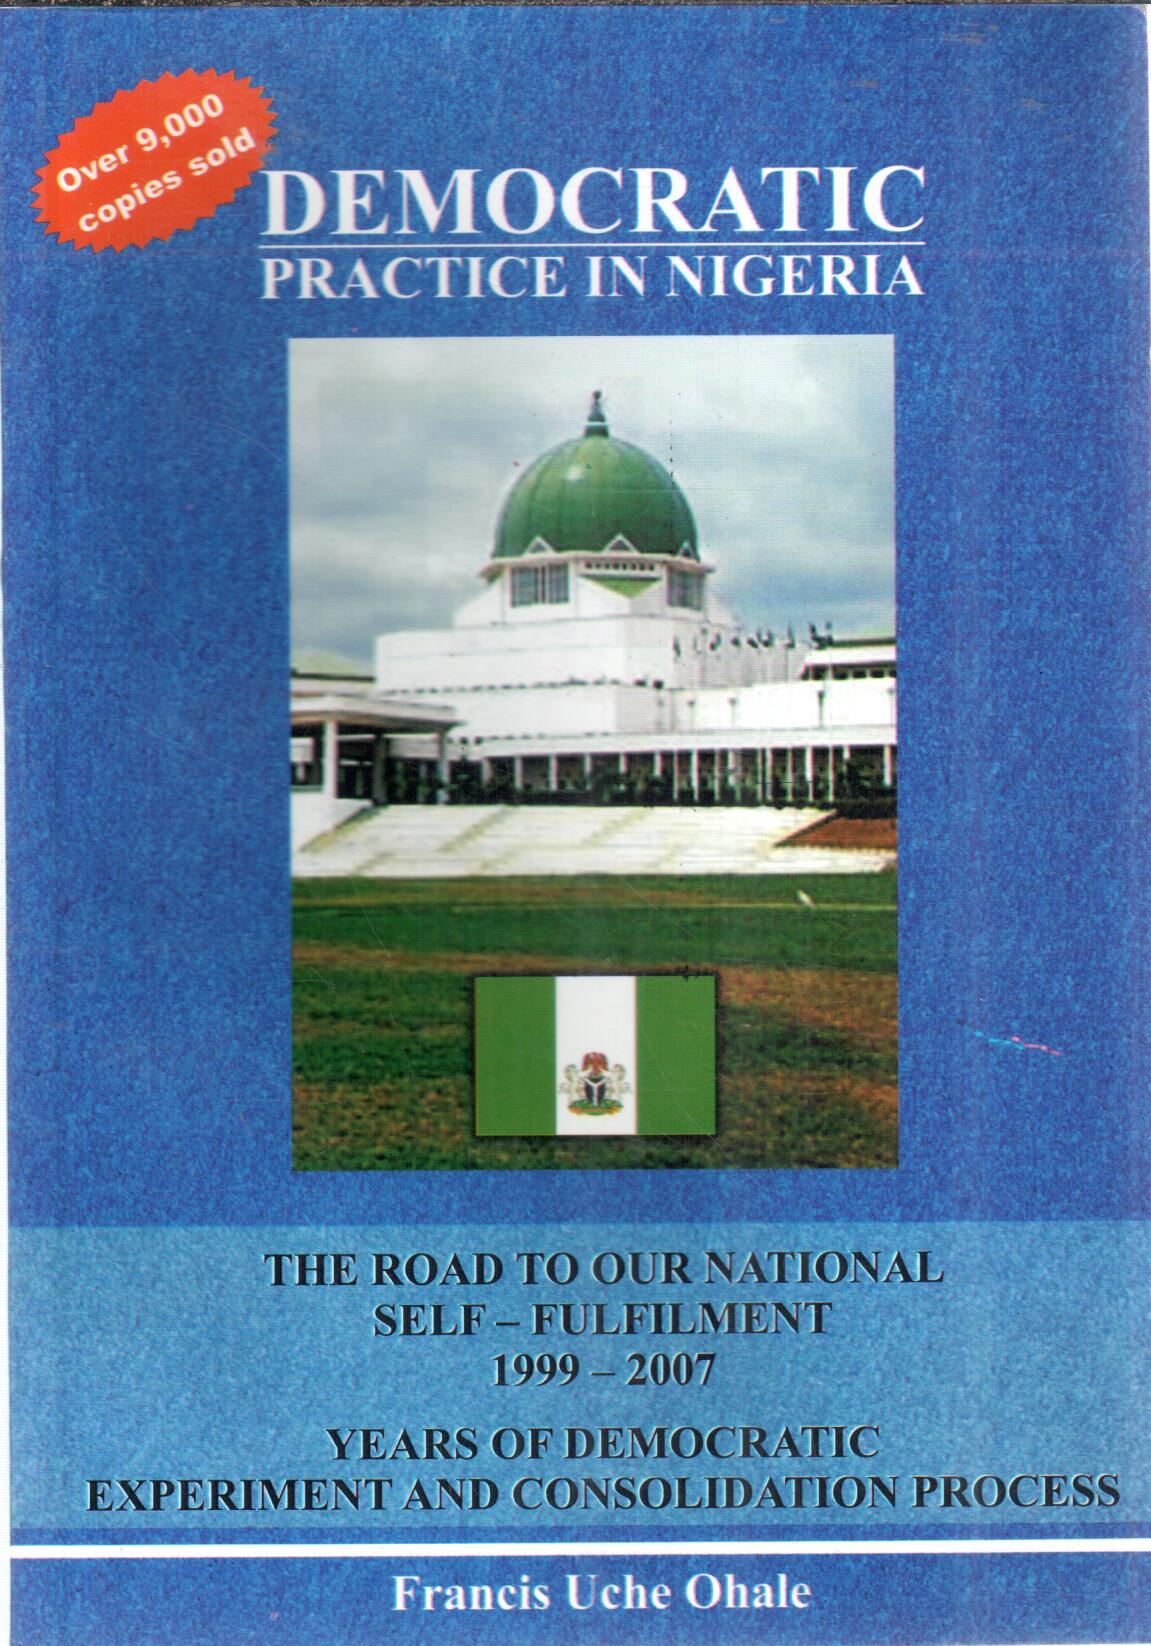 Over 9,000
copies sold
DEMOCRATIC
PRACTICE IN NIGERIA
THE ROAD TO OUR NATIONAL
SELF – FULFILMENT
1999 – 2007
YEARS OF DEMOCRATIC
EXPERIMENT AND CONSOLIDATION PROCESS
Francis Uche Ohale